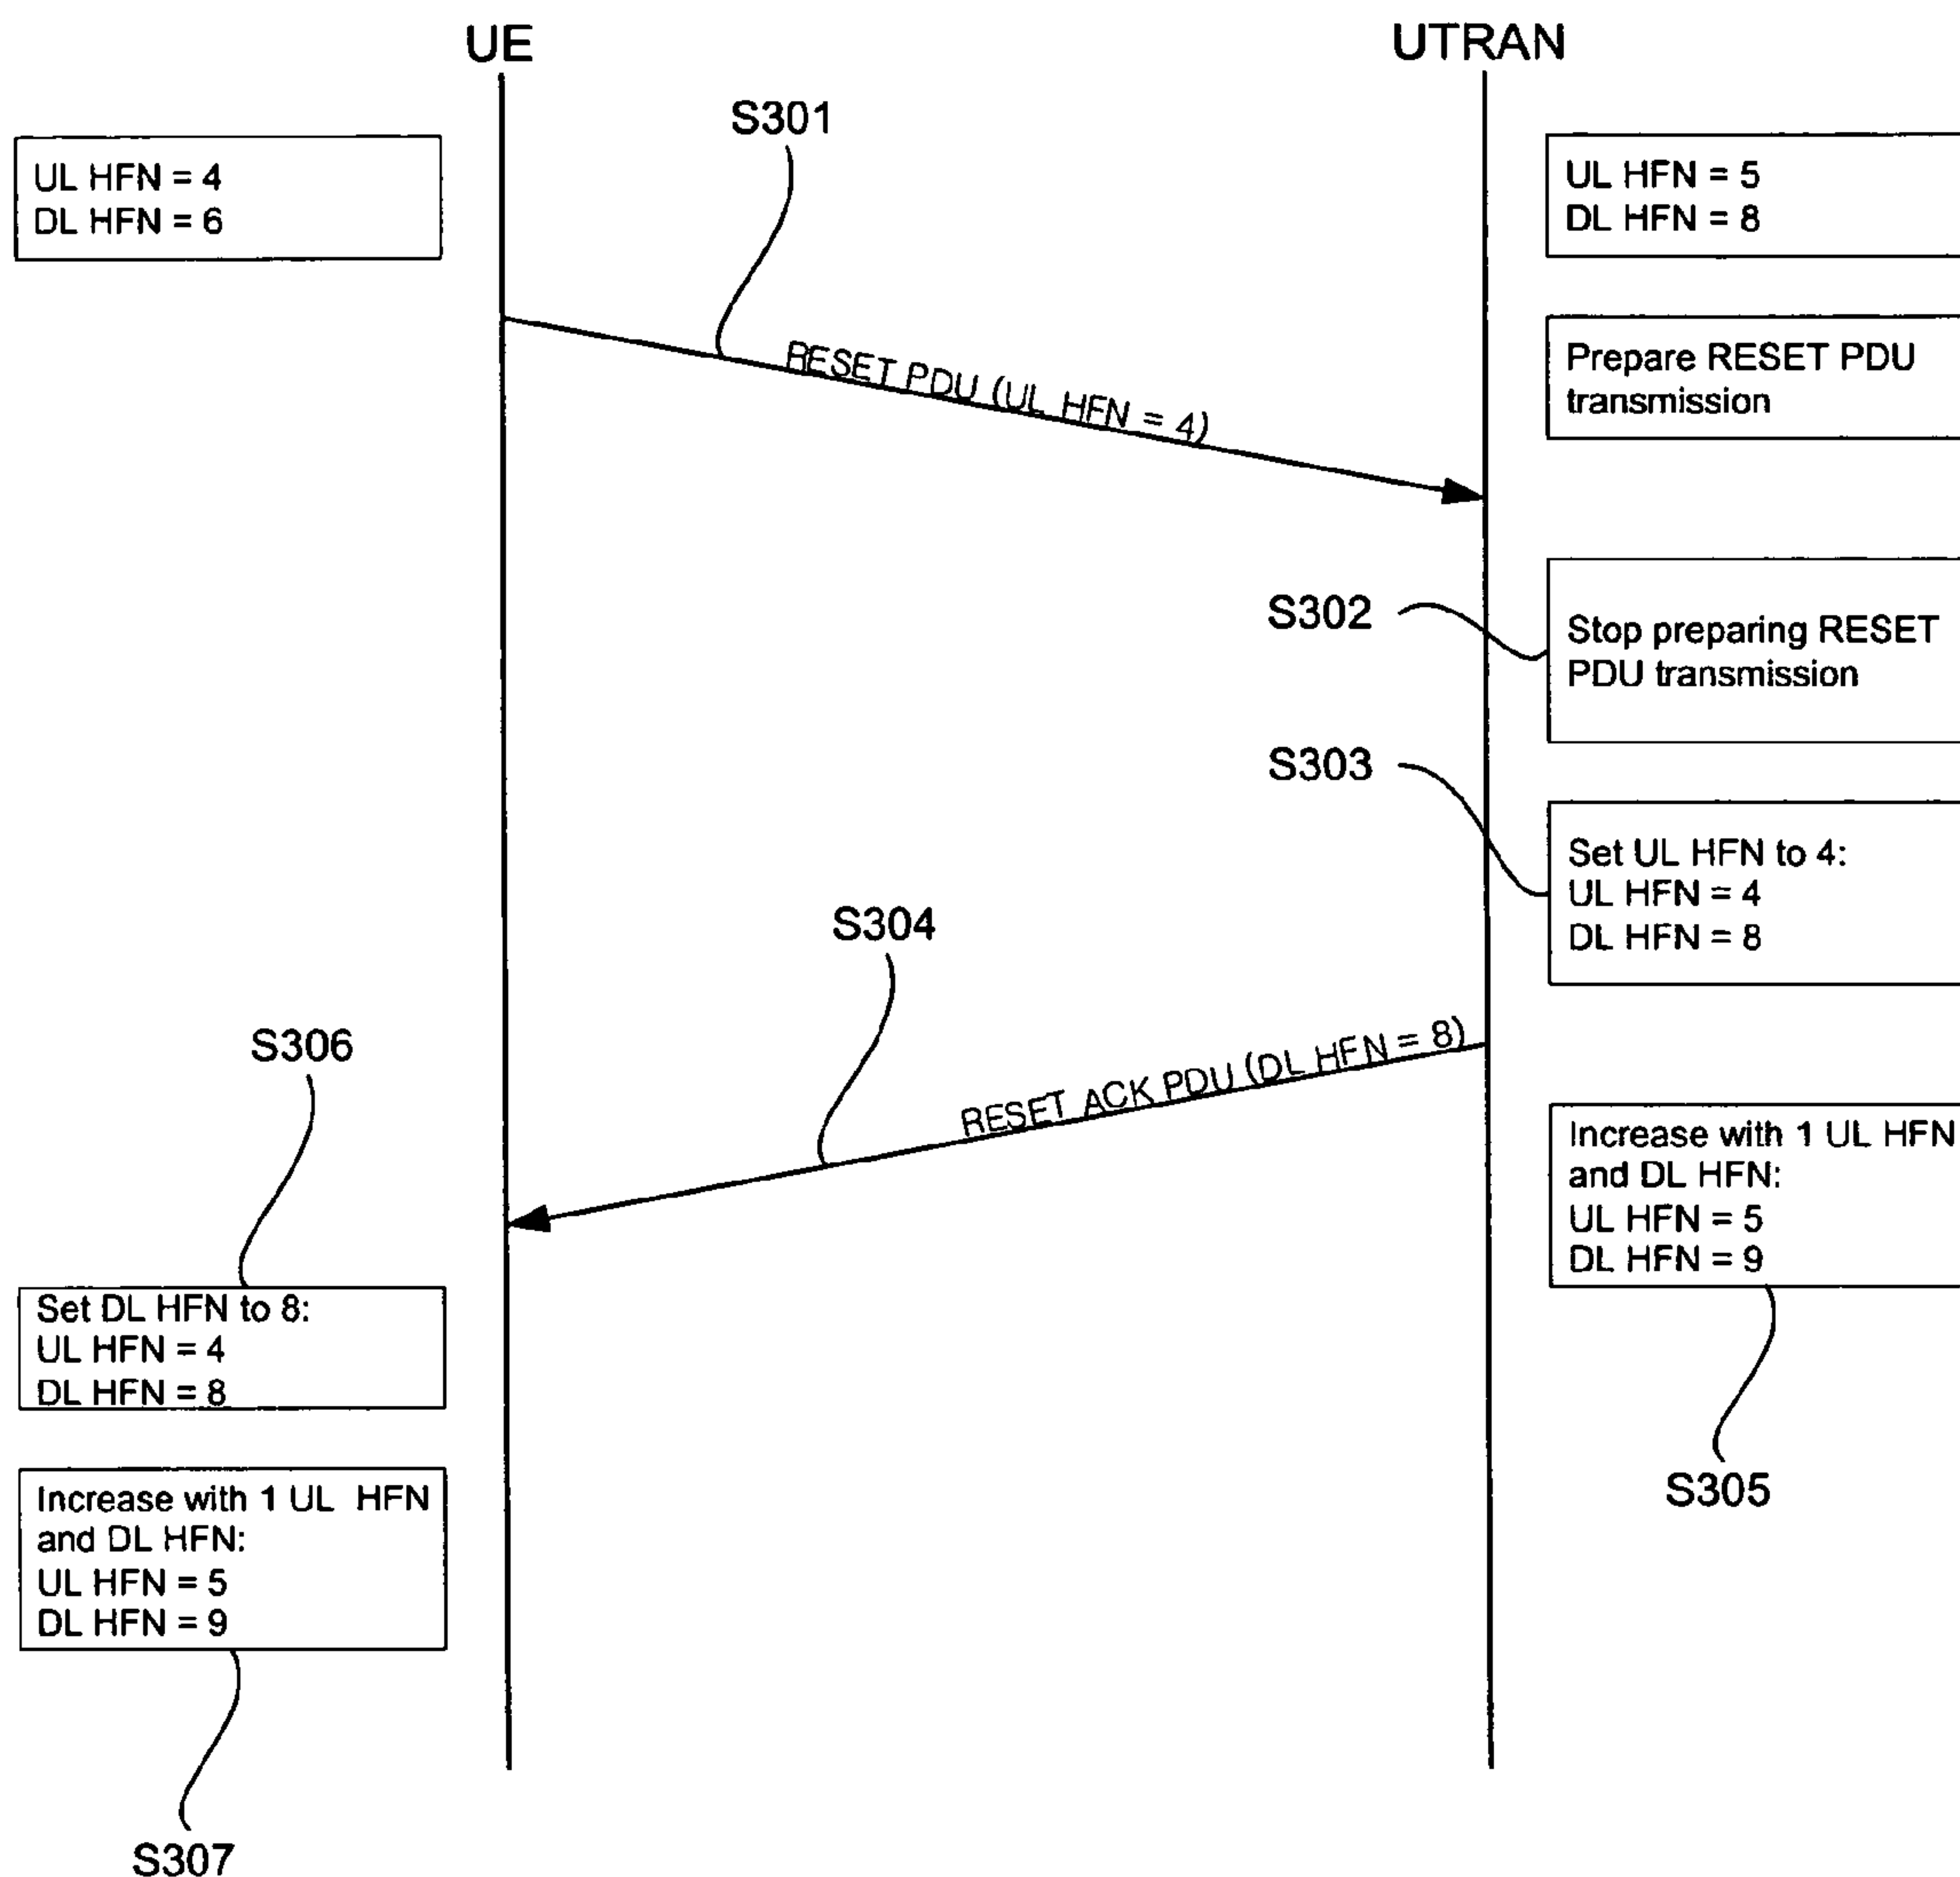 UE
UTRAN
S301
UL HFN = 4
DL HFN = 6
UL HFN = 5
DL HFN = 8
RESET PDU (UL HFN = 4)
Prepare RESET PDU
transmission
S302
Stop preparing RESET
PDU transmission
S303
Set UL HFN to 4:
UL HFN = 4
DL HFN = 8
S304
RESET ACK PDU (DL HFN = 8)
S306
Increase with 1 UL HFN
and DL HFN:
UL HFN = 5
DL HFN = 9
Set DL HFN to 8:
UL HFN = 4
DL HFN = 8
S305
Increase with 1 UL HFN
and DL HFN:
UL HFN = 5
DL HFN = 9
S307